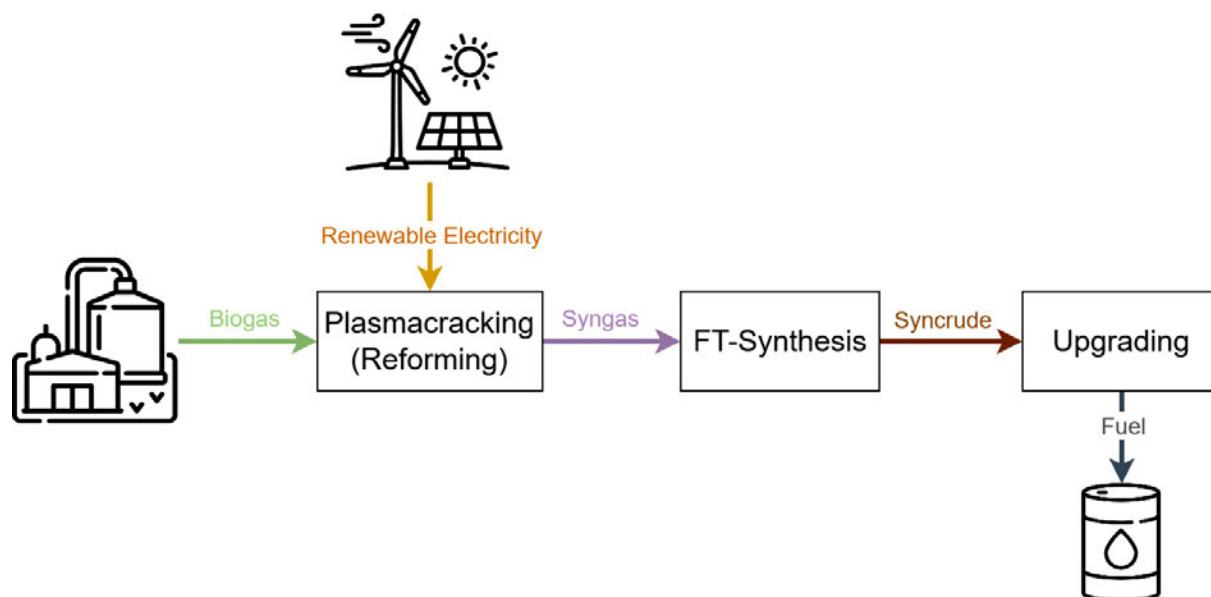 Renewable Electricity
Biogas
Plasmacracking
(Reforming)
Syngas
FT-Synthesis
Syncrude
Upgrading
Fuel